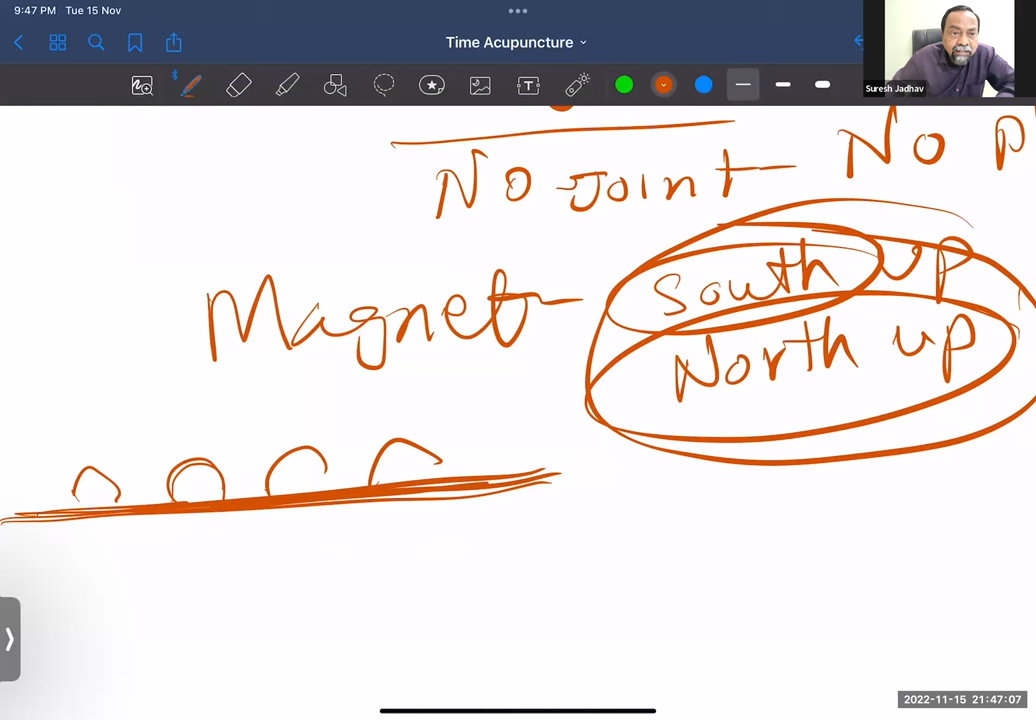 9:47 PM Tue 15 Nov
Time Acupuncture
T
Suresh Jadhav
No Joint - No P
Magnet - South up
North up
2022-11-15 21:47:07